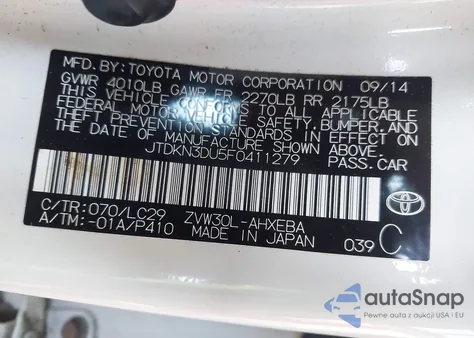 MFD. BY: TOYOTA MOTOR CORPORATION 09/14
GVWR 4010LB GAWR FR 2270LB RR 2175LB
THIS VEHICLE CONFORMS TO ALL APPLICABLE
FEDERAL MOTOR VEHICLE SAFETY, BUMPER, AND
THEFT PREVENTION STANDARDS IN EFFECT ON
THE DATE OF MANUFACTURE SHOWN ABOVE.
JTDKN3DU5F0411279 PASS. CAR
C/TR: 070/LC29 ZVW30L-AHXEBA
A/TM: -01A/P410 MADE IN JAPAN 039 C
TOYOTA
autoSnap
Pewne auta z aukcji USA i EU